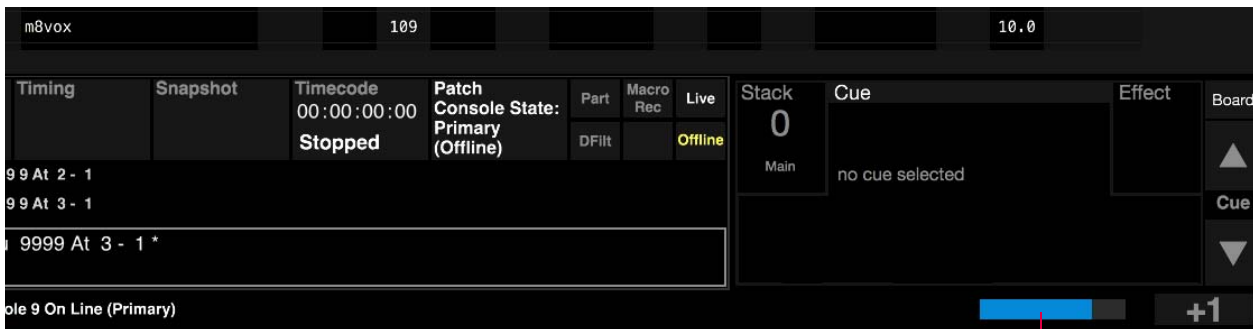 m8vox 109 10.0
Timing Snapshot Timecode Patch Part Macro Rec Live Stack Cue Effect Board
00:00:00:00 Console State:
Stopped Primary (Offline) DFilt Offline 0
Main no cue selected
9 9 At 2 - 1
9 9 At 3 - 1 Cue
9999 At 3 - 1 *
ole 9 On Line (Primary) +1